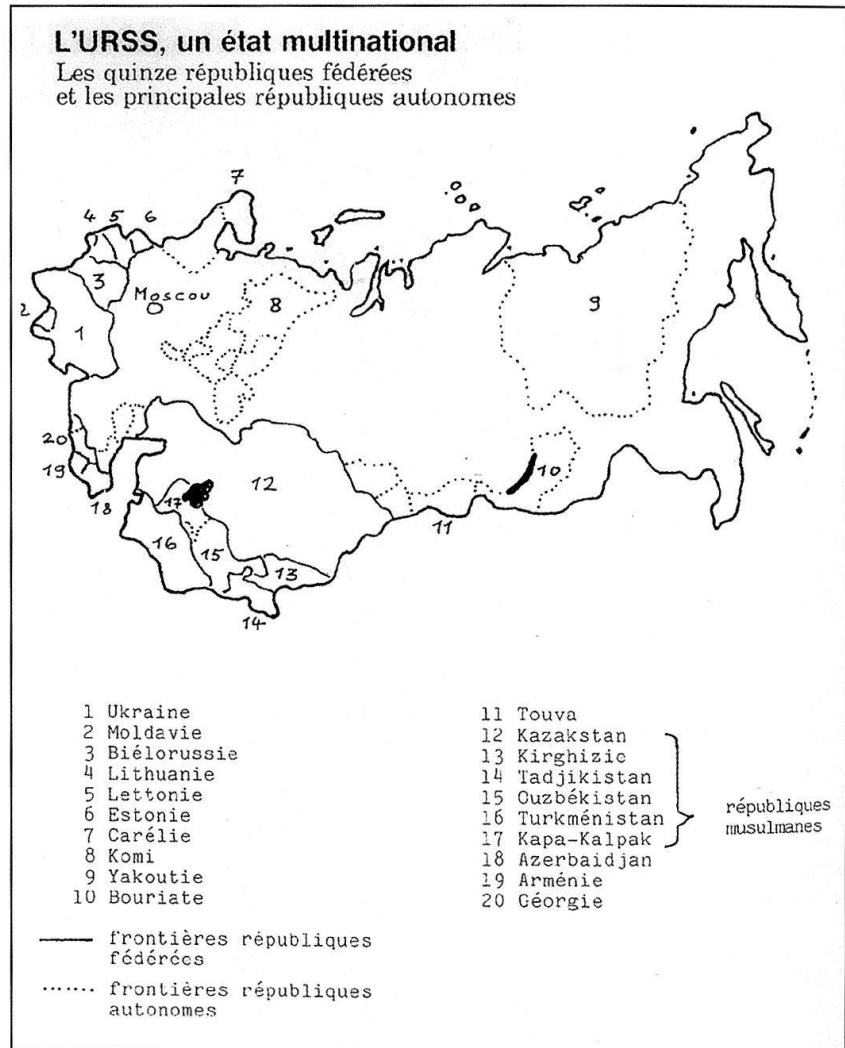 L'URSS, un état multinational
Les quinze républiques fédérées
et les principales républiques autonomes
7
4 5 6
3
Moscou
8
9
2
1
20
19
18
12
17
10
11
16
15
13
14
1 Ukraine
2 Moldavie
3 Biélorussie
4 Lithuanie
5 Lettonie
6 Estonie
7 Carélie
8 Komi
9 Yakoutie
10 Bouriate
11 Touva
12 Kazakstan
13 Kirghizie
14 Tadjikistan
15 Ouzbékistan
16 Turkménistan
17 Kapa-Kalpak
18 Azerbaidjan
19 Arménie
20 Géorgie
républiques
musulmanes
frontières républiques
fédérées
frontières républiques
autonomes